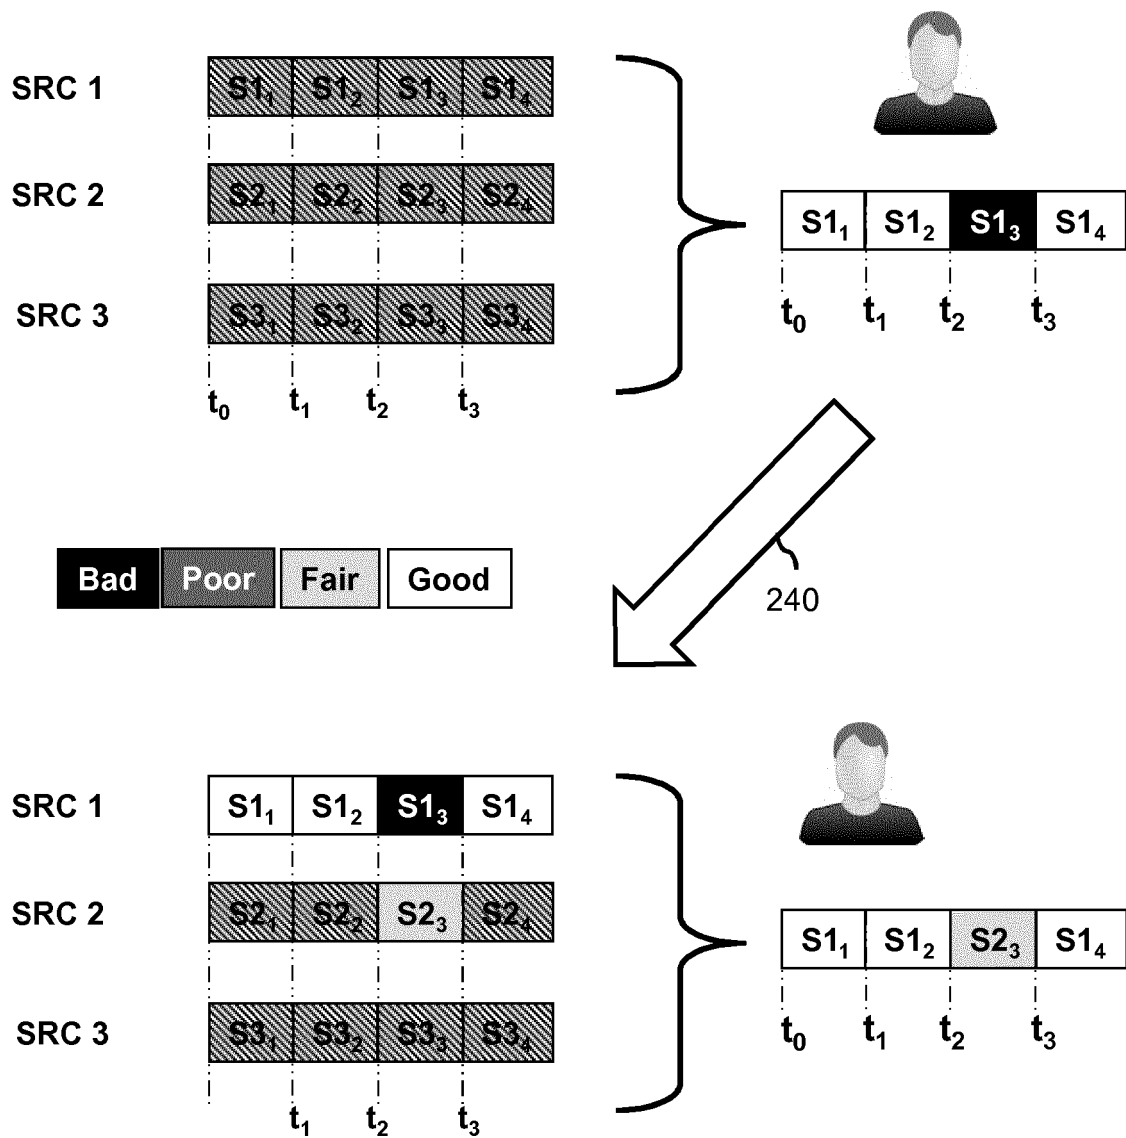 SRC 1 S1₁ S1₂ S1₃ S1₄
SRC 2 S2₁ S2₂ S2₃ S2₄
S1₁ S1₂ S1₃ S1₄
SRC 3 S3₁ S3₂ S3₃ S3₄
t₀ t₁ t₂ t₃
t₀ t₁ t₂ t₃
Bad Poor Fair Good
240
SRC 1 S1₁ S1₂ S1₃ S1₄
SRC 2 S2₁ S2₂ S2₃ S2₄
S1₁ S1₂ S2₃ S1₄
SRC 3 S3₁ S3₂ S3₃ S3₄
t₀ t₁ t₂ t₃
t₁ t₂ t₃